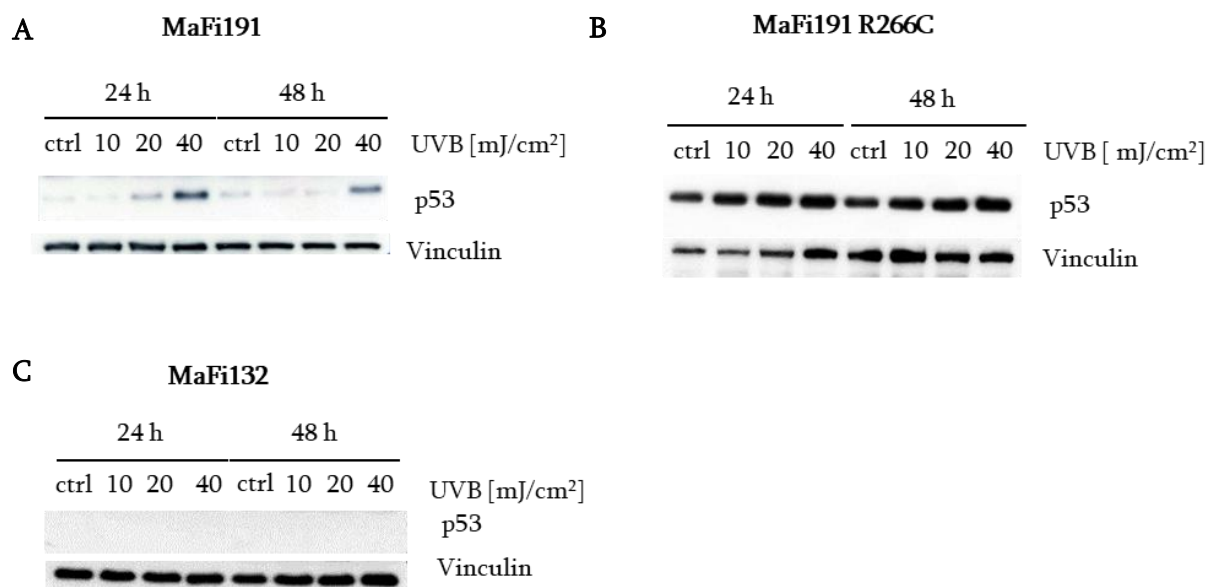 A
MaFi191
24 h 48 h
ctrl 10 20 40 ctrl 10 20 40 UVB [mJ/cm²]
p53
Vinculin
B
MaFi191 R266C
24 h 48 h
ctrl 10 20 40 ctrl 10 20 40 UVB [ mJ/cm²]
p53
Vinculin
C
MaFi132
24 h 48 h
ctrl 10 20 40 ctrl 10 20 40 UVB [mJ/cm²]
p53
Vinculin